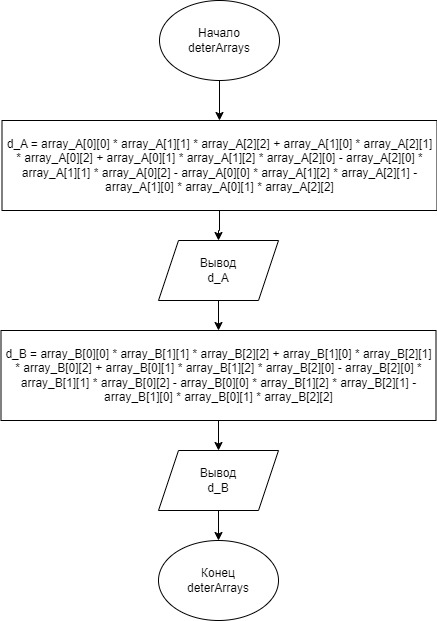 Начало
deterArrays
d_A = array_A[0][0] * array_A[1][1] * array_A[2][2] + array_A[1][0] * array_A[2][1]
* array_A[0][2] + array_A[0][1] * array_A[1][2] * array_A[2][0] - array_A[2][0] *
array_A[1][1] * array_A[0][2] - array_A[0][0] * array_A[1][2] * array_A[2][1] -
array_A[1][0] * array_A[0][1] * array_A[2][2]
Вывод
d_A
d_B = array_B[0][0] * array_B[1][1] * array_B[2][2] + array_B[1][0] * array_B[2][1]
* array_B[0][2] + array_B[0][1] * array_B[1][2] * array_B[2][0] - array_B[2][0] *
array_B[1][1] * array_B[0][2] - array_B[0][0] * array_B[1][2] * array_B[2][1] -
array_B[1][0] * array_B[0][1] * array_B[2][2]
Вывод
d_B
Конец
deterArrays